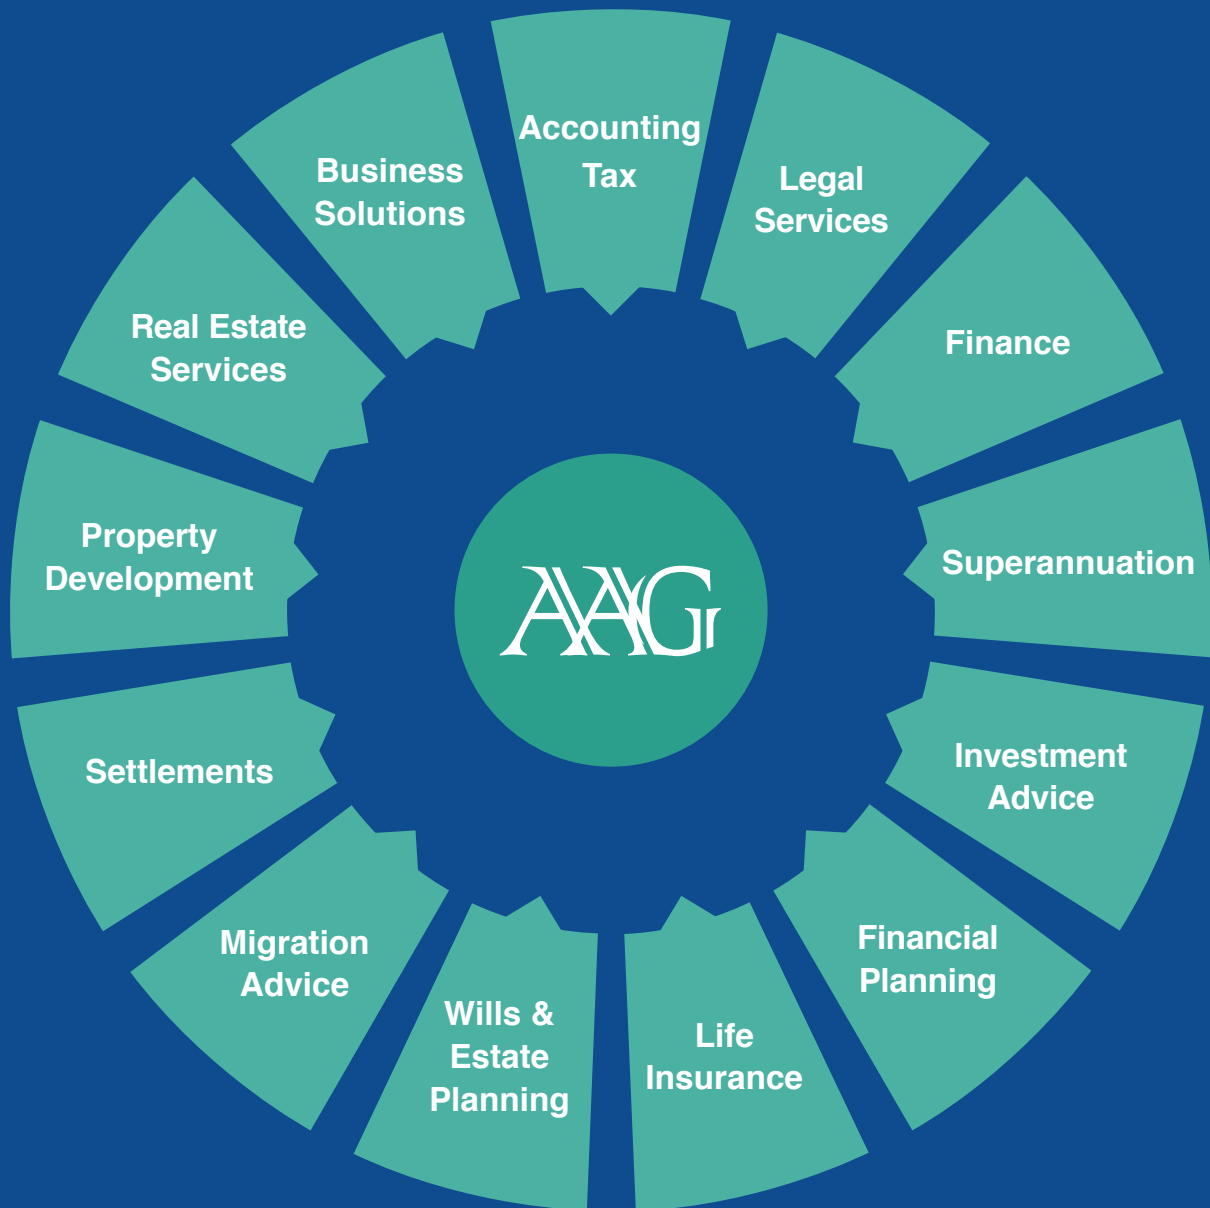 Accounting
Tax
Legal
Services
Finance
Superannuation
Investment
Advice
Financial
Planning
Life
Insurance
Wills &
Estate
Planning
Migration
Advice
Settlements
Property
Development
Real Estate
Services
Business
Solutions
AAG